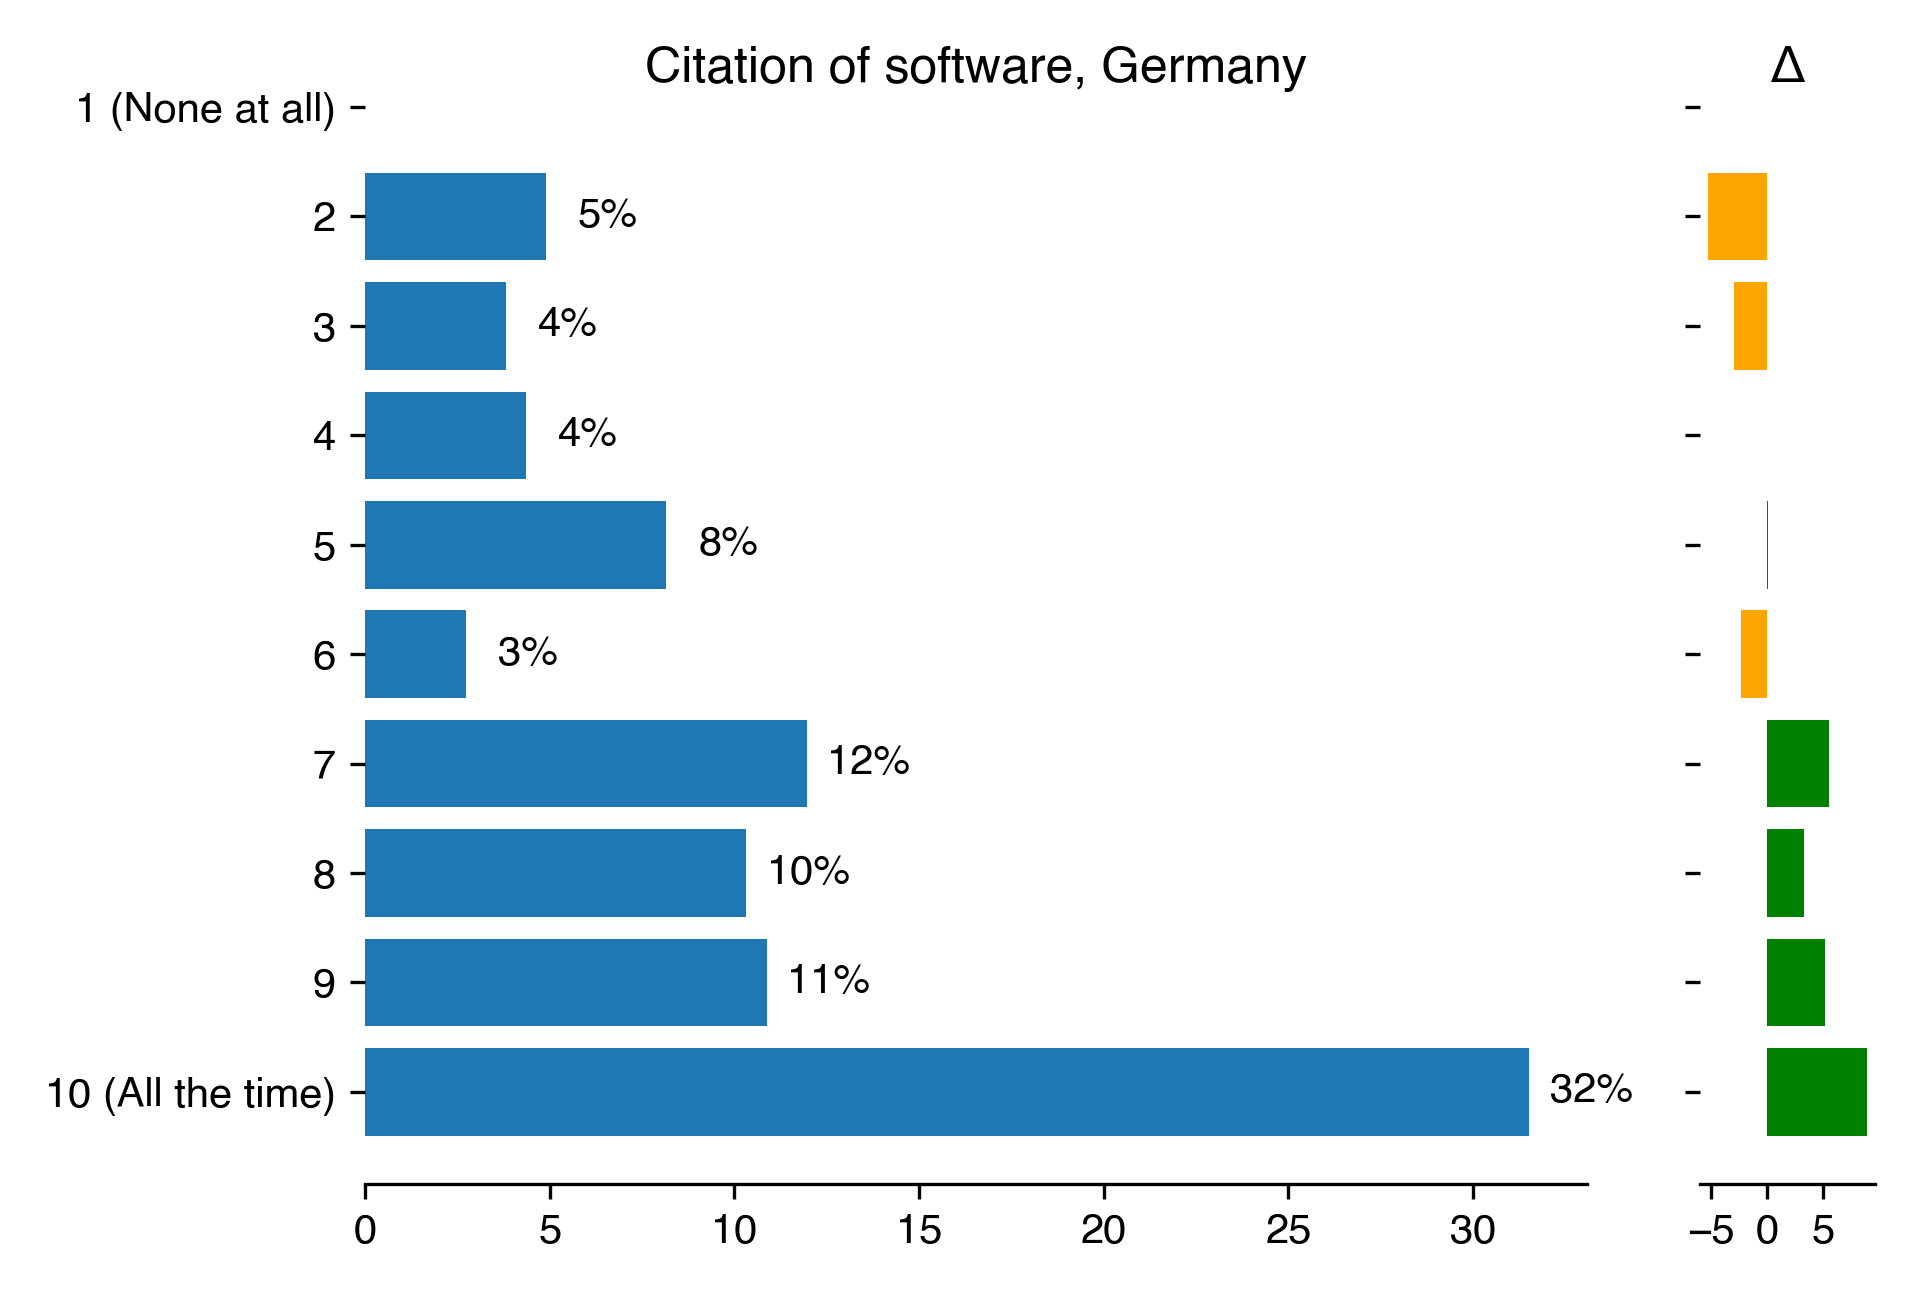 Citation of software, Germany
Δ
1 (None at all)
2
5%
3
4%
4
4%
5
8%
6
3%
7
12%
8
10%
9
11%
10 (All the time)
32%
0 5 10 15 20 25 30
−5 0 5